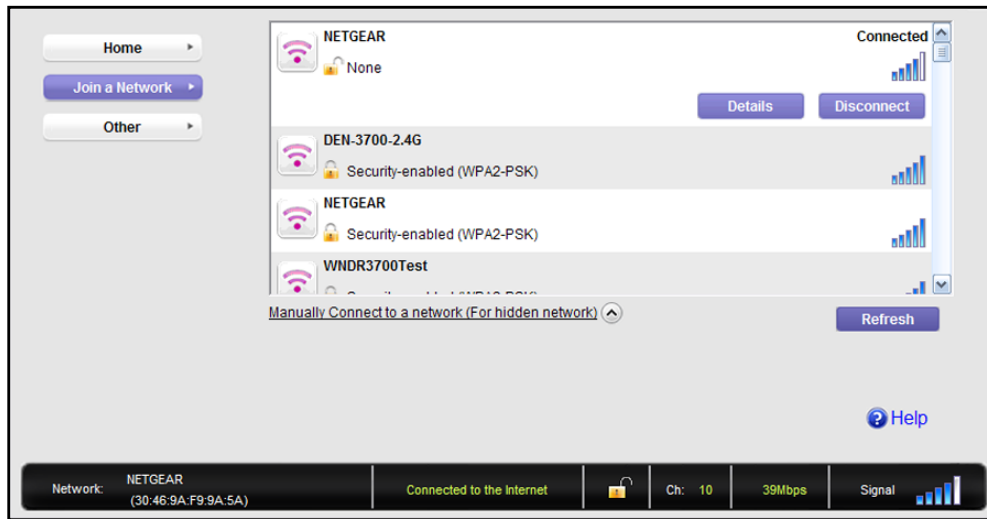 Home
Join a Network
Other
NETGEAR
Connected
None
Details
Disconnect
DEN-3700-2.4G
Security-enabled (WPA2-PSK)
NETGEAR
Security-enabled (WPA2-PSK)
WNDR3700Test
Manually Connect to a network (For hidden network)
Refresh
? Help
Network:
NETGEAR
(30:46:9A:F9:9A:5A)
Connected to the Internet
Ch: 10
39Mbps
Signal